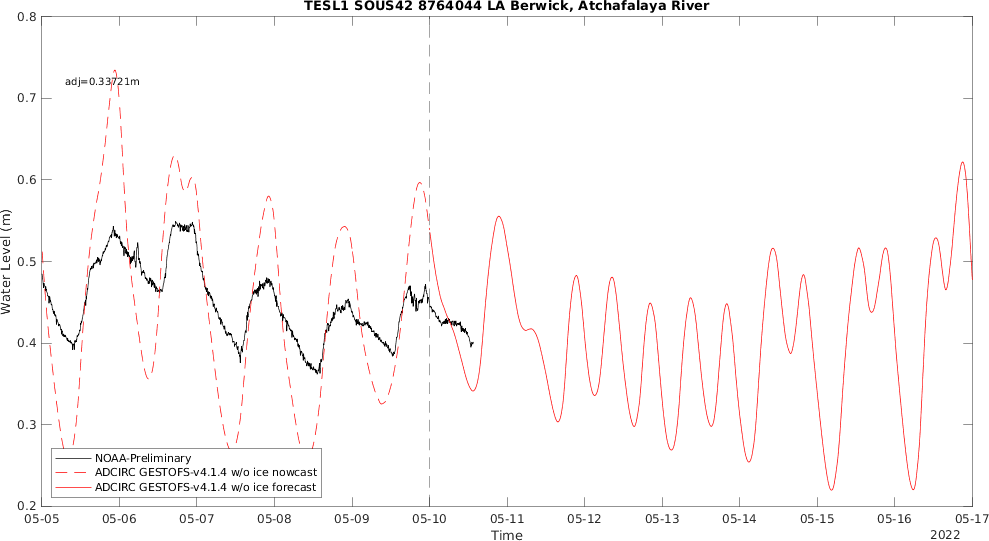 TESL1 SOUS42 8764044 LA Berwick, Atchafalaya River
0.8
0.7
0.6
0.5
0.4
0.3
0.2
Water Level (m)
adj=0.33721m
NOAA-Preliminary
ADCIRC GESTOFS-v4.1.4 w/o ice nowcast
ADCIRC GESTOFS-v4.1.4 w/o ice forecast
05-05 05-06 05-07 05-08 05-09 05-10 05-11 05-12 05-13 05-14 05-15 05-16 05-17
Time
2022